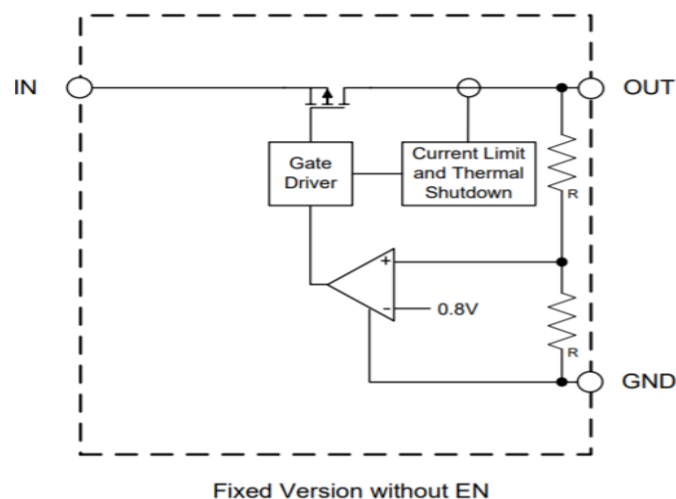 IN
OUT
Gate
Driver
Current Limit
and Thermal
Shutdown
R
+
-
0.8V
R
GND
Fixed Version without EN